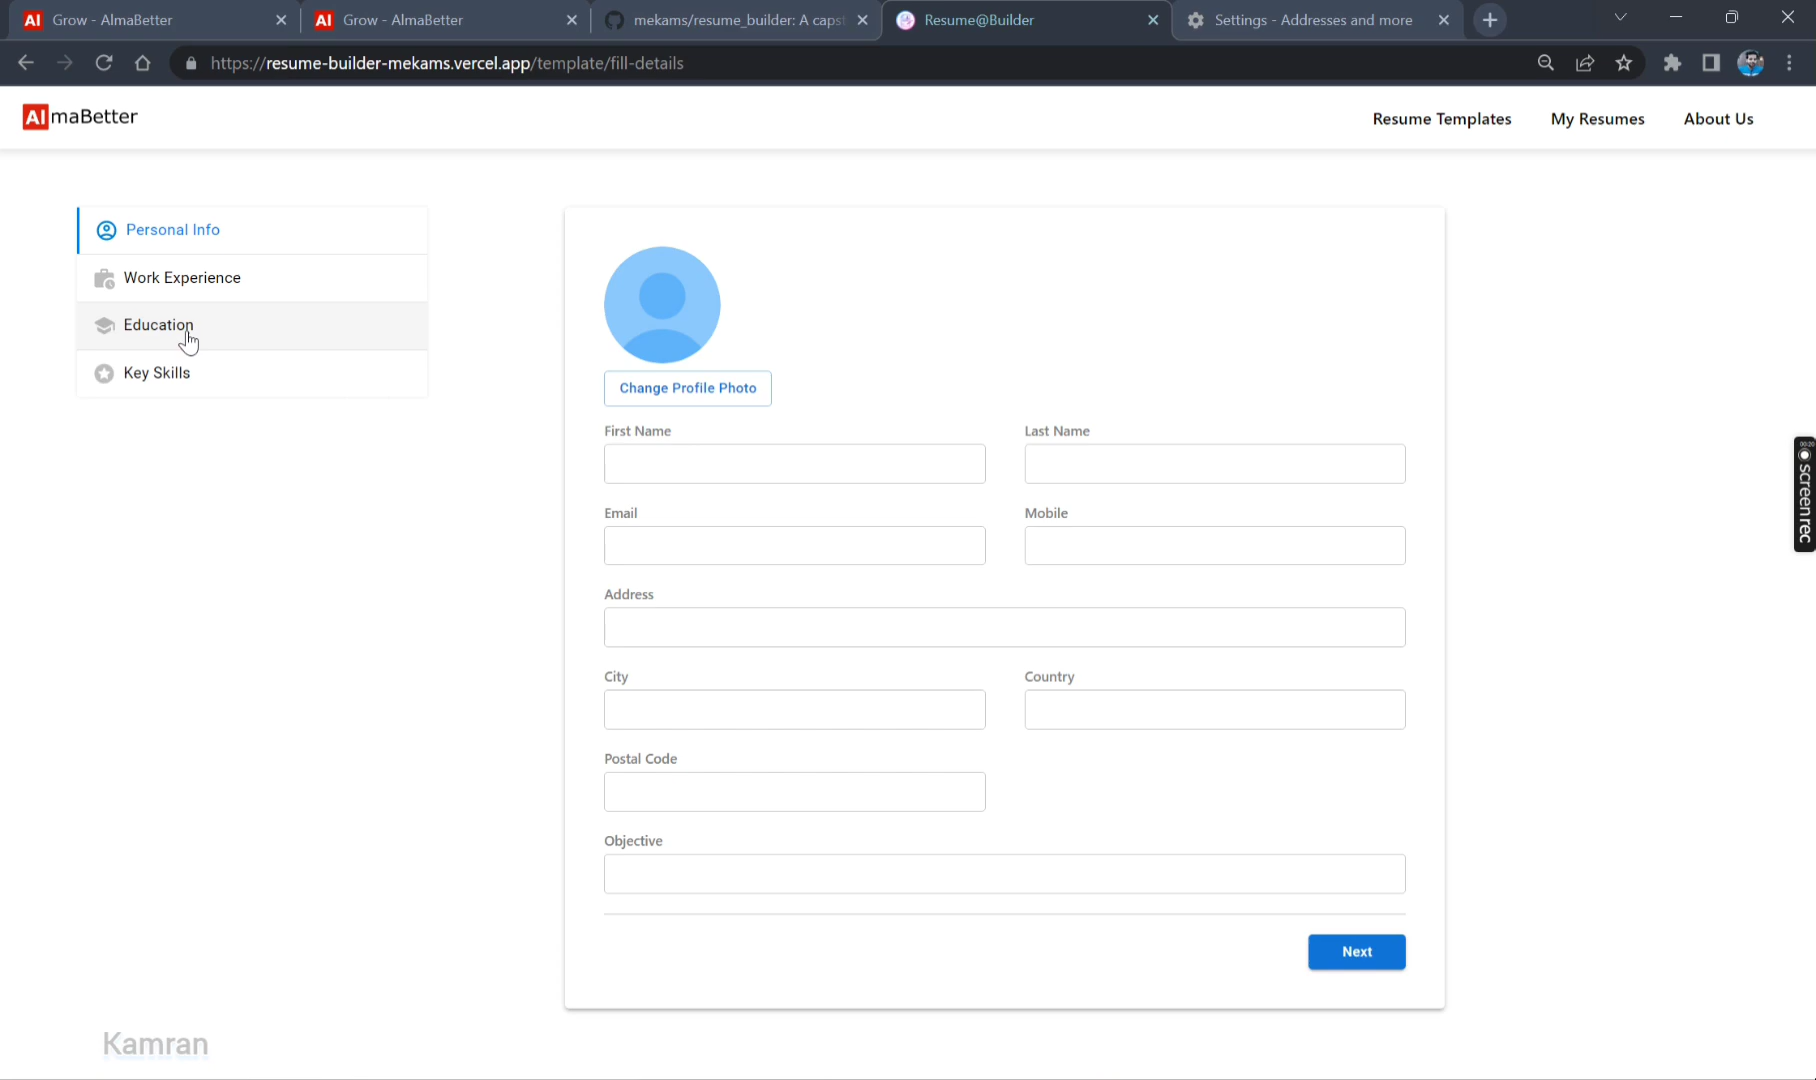 Grow - AlmaBetter
Grow - AlmaBetter
mekams/resume_builder: A capst
Resume@Builder
Settings - Addresses and more
https://resume-builder-mekams.vercel.app/template/fill-details
AlmaBetter
Resume Templates
My Resumes
About Us
Personal Info
Work Experience
Education
Key Skills
Change Profile Photo
First Name
Last Name
Email
Mobile
Address
City
Country
Postal Code
Objective
Next
00:20
screenrec
Kamran